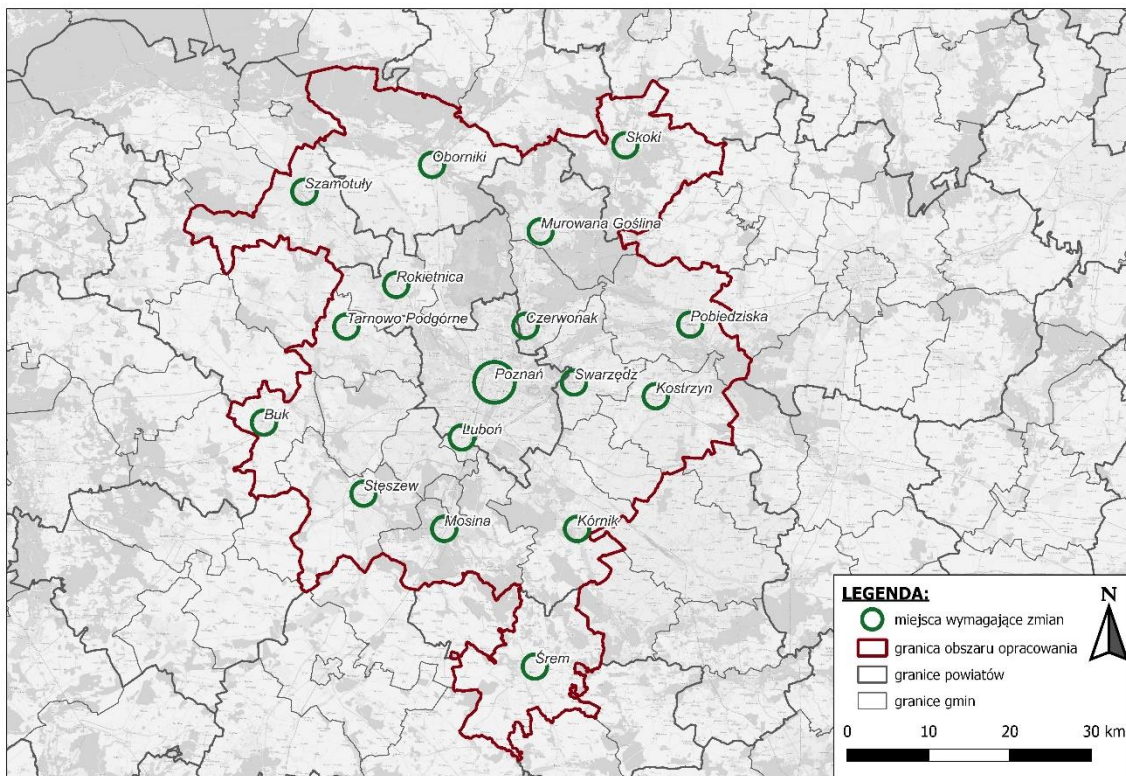 Skoki
Oborniki
Szamotuły
Murowana Goślina
Rokietnica
Tarnowo Podgórne
Czerwonak
Pobiedziska
Poznań
Swarzędz
Kostrzyn
Buk
Luboń
Stęszew
Mosina
Kórnik
Śrem
LEGENDA:
N
miejsca wymagające zmian
granica obszaru opracowania
granice powiatów
granice gmin
0 10 20 30 km